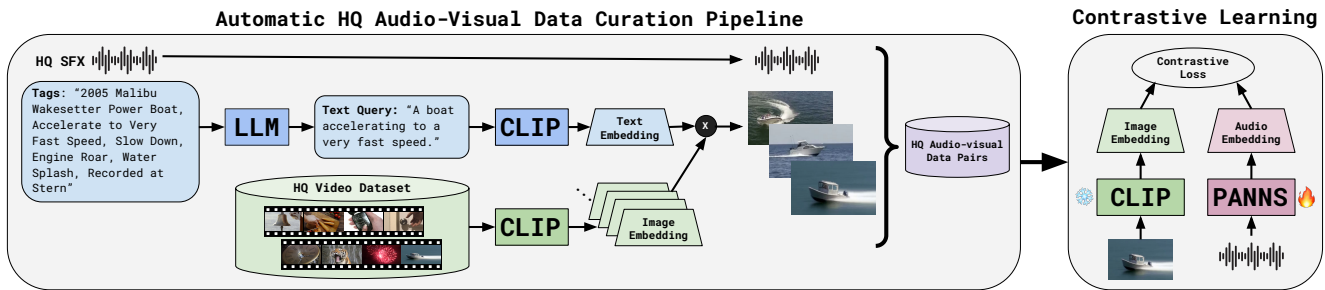 Automatic HQ Audio-Visual Data Curation Pipeline
Contrastive Learning
HQ SFX
Tags: “2005 Malibu
Wakesetter Power Boat,
Accelerate to Very
Fast Speed, Slow Down,
Engine Roar, Water
Splash, Recorded at
Stern”
LLM
Text Query: “A boat
accelerating to a
very fast speed.”
CLIP
Text
Embedding
X
HQ Video Dataset
CLIP
Image
Embedding
HQ Audio-visual
Data Pairs
Contrastive
Loss
Image
Embedding
Audio
Embedding
CLIP
PANNS